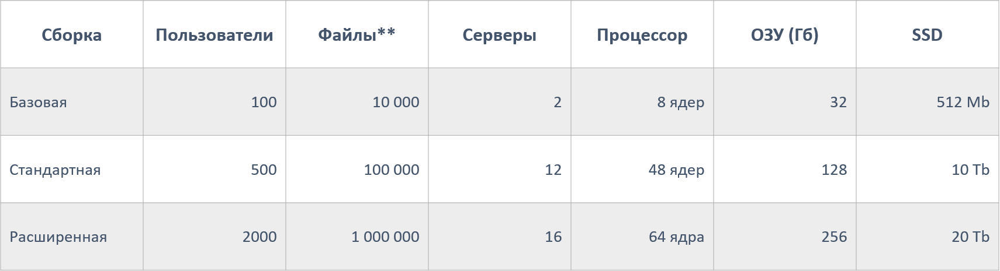 Сборка Пользователи Файлы** Серверы Процессор ОЗУ (Гб) SSD
Базовая 100 10 000 2 8 ядер 32 512 Mb
Стандартная 500 100 000 12 48 ядер 128 10 Tb
Расширенная 2000 1 000 000 16 64 ядра 256 20 Tb